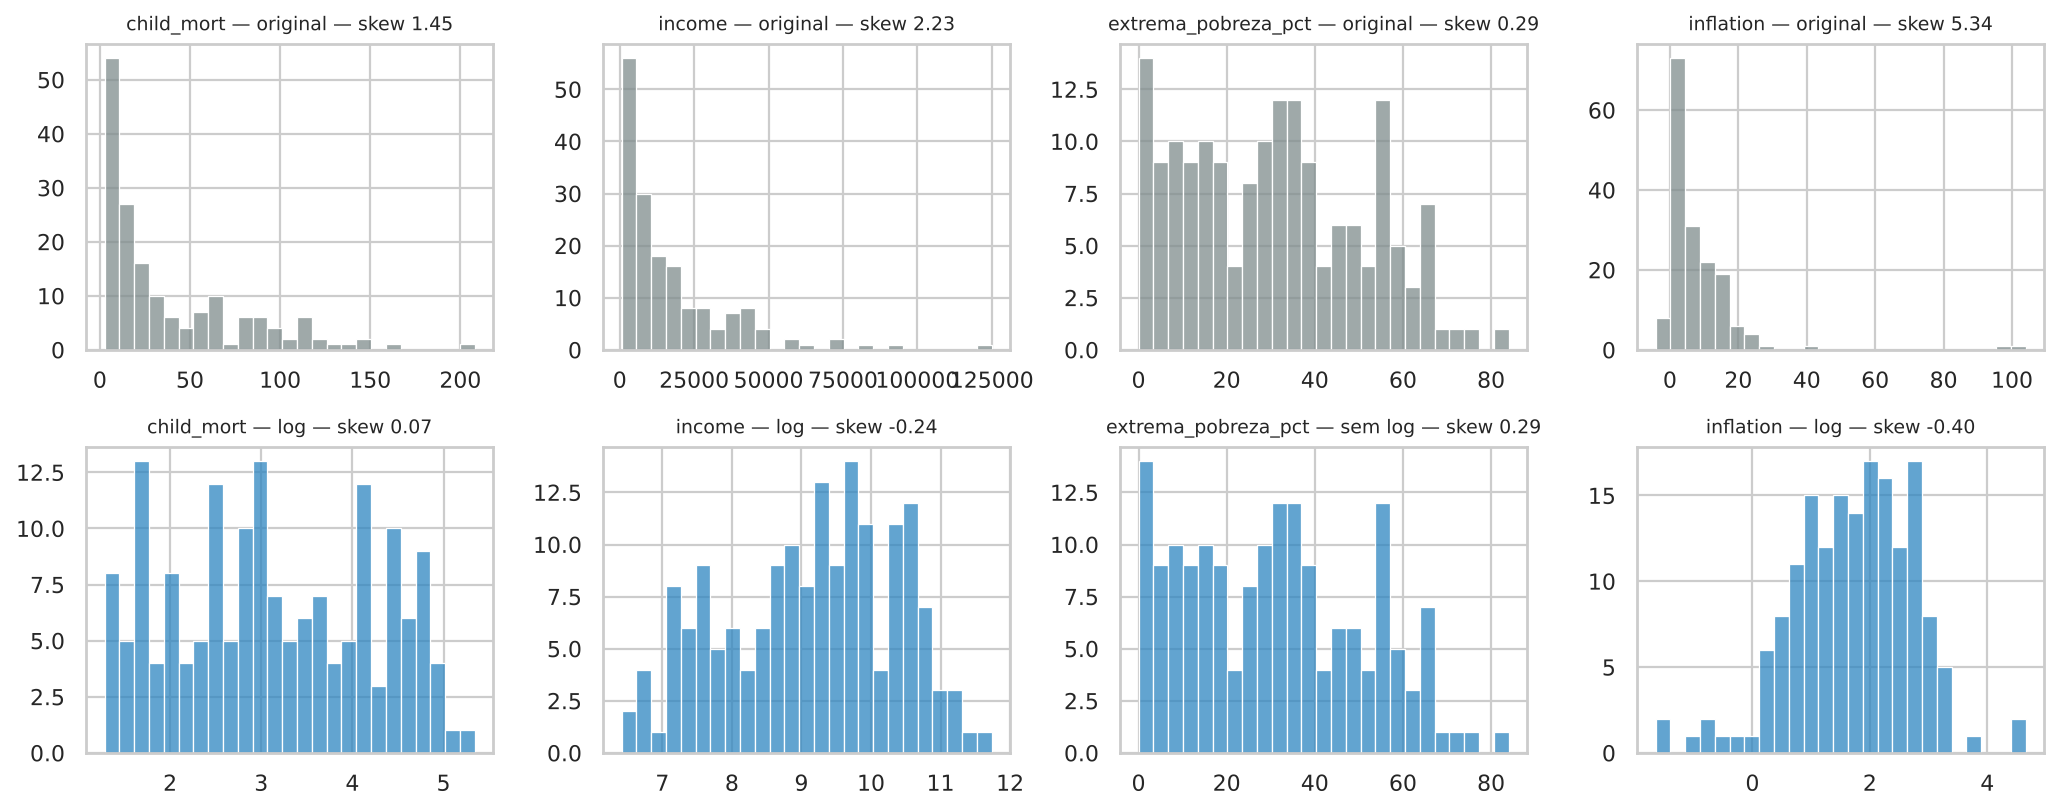 child_mort — original — skew 1.45
income — original — skew 2.23
extrema_pobreza_pct — original — skew 0.29
inflation — original — skew 5.34
50
40
30
20
10
0
0 50 100 150 200
50
40
30
20
10
0
0 25000 50000 75000 100000 125000
12.5
10.0
7.5
5.0
2.5
0.0
0 20 40 60 80
60
40
20
0
0 20 40 60 80 100
child_mort — log — skew 0.07
income — log — skew -0.24
extrema_pobreza_pct — sem log — skew 0.29
inflation — log — skew -0.40
12.5
10.0
7.5
5.0
2.5
0.0
2 3 4 5
12.5
10.0
7.5
5.0
2.5
0.0
7 8 9 10 11 12
12.5
10.0
7.5
5.0
2.5
0.0
0 20 40 60 80
15
10
5
0
0 2 4